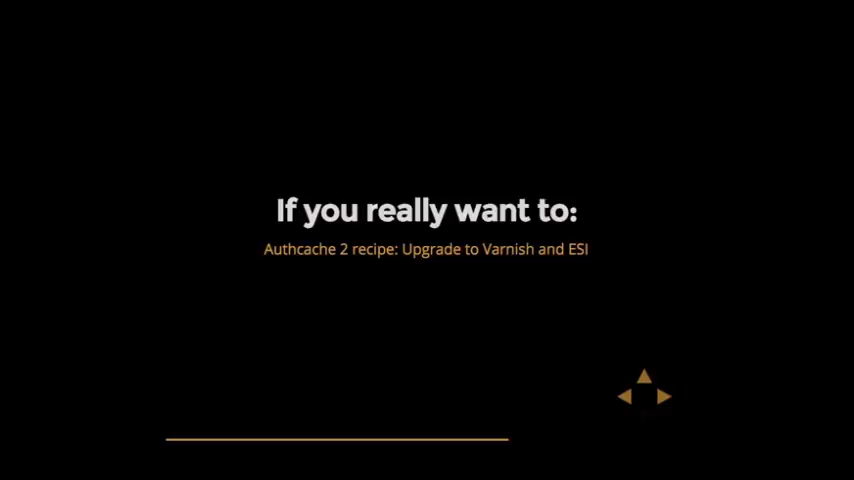 If you really want to:
Authcache 2 recipe: Upgrade to Varnish and ESI